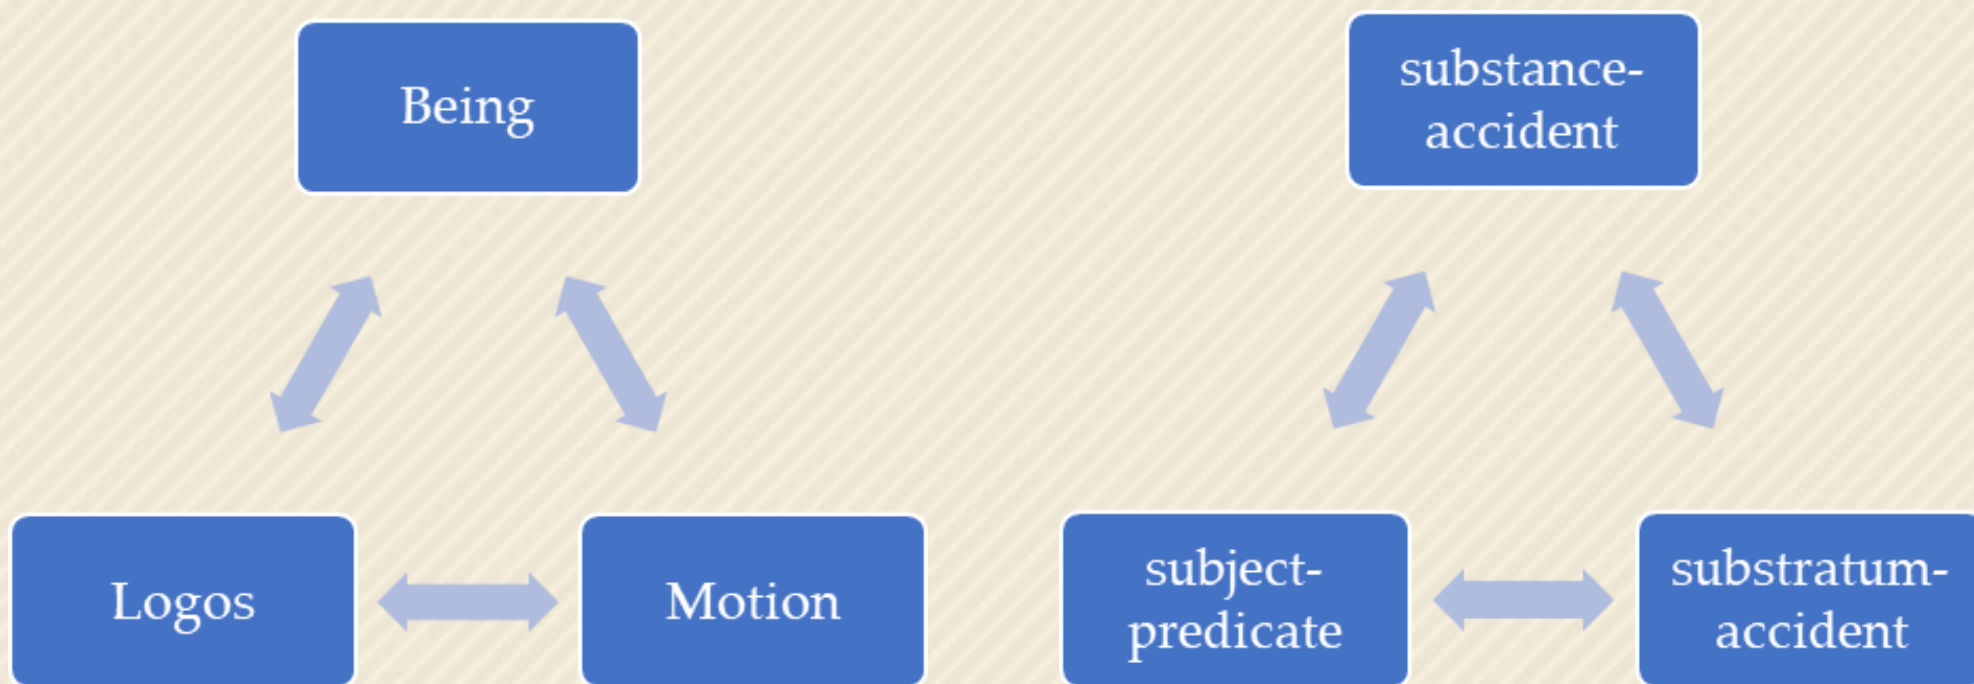 Being
Logos
Motion
substance-
accident
subject-
predicate
substratum-
accident